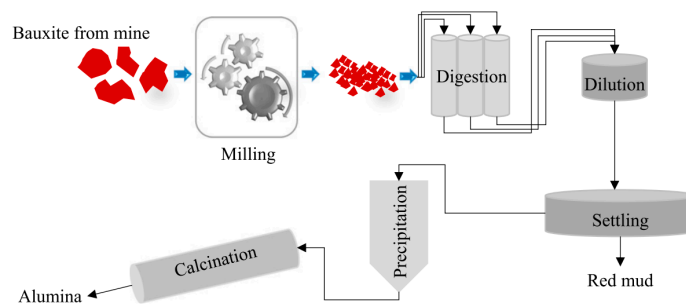 Bauxite from mine
Milling
Digestion
Dilution
Settling
Red mud
Precipitation
Calcination
Alumina